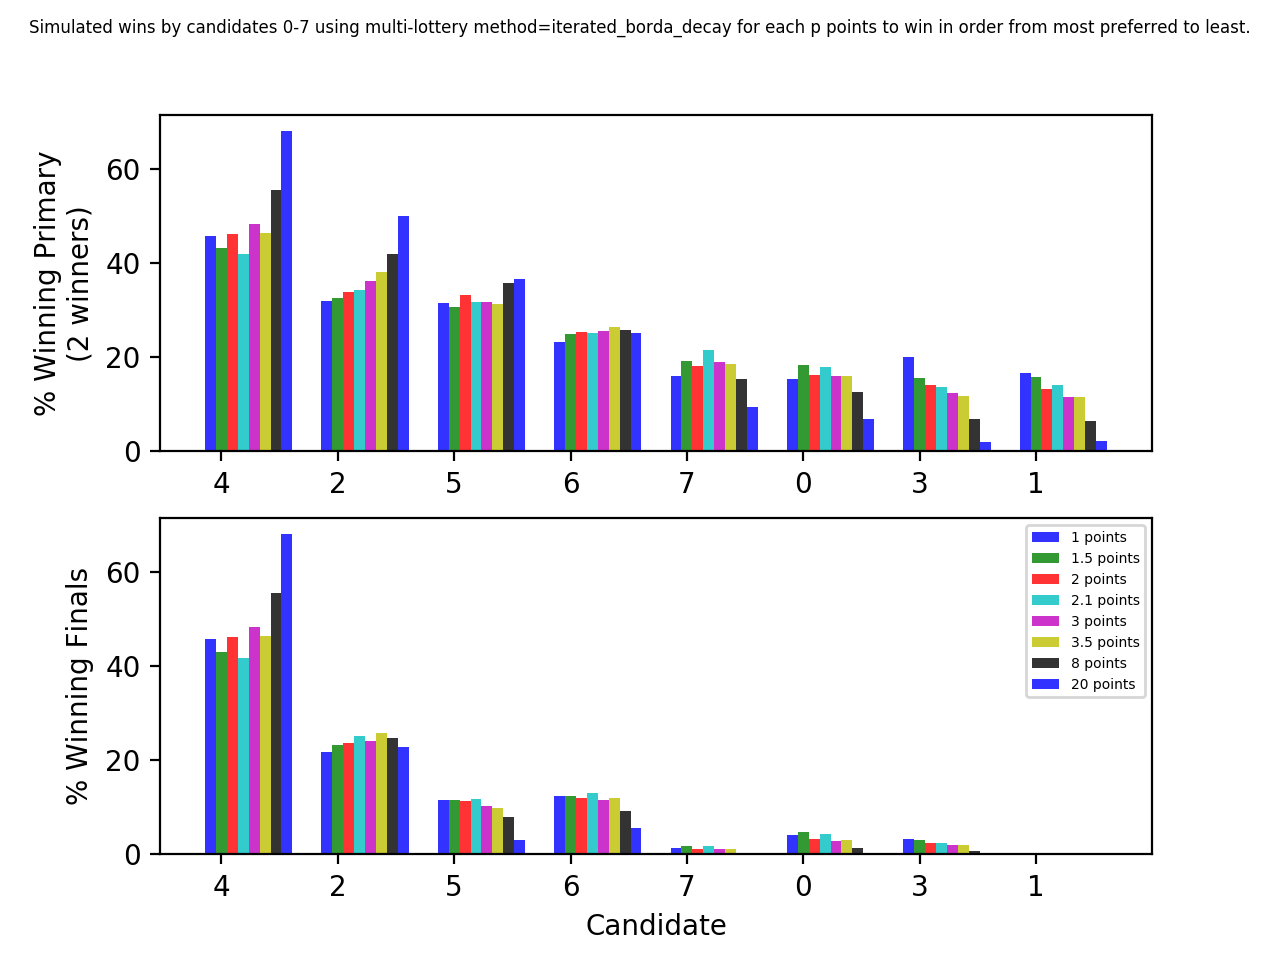 Simulated wins by candidates 0-7 using multi-lottery method=iterated_borda_decay for each p points to win in order from most preferred to least.
% Winning Primary
(2 winners)
60
40
20
0
4 2 5 6 7 0 3 1
% Winning Finals
60
40
20
0
1 points
1.5 points
2 points
2.1 points
3 points
3.5 points
8 points
20 points
4 2 5 6 7 0 3 1
Candidate